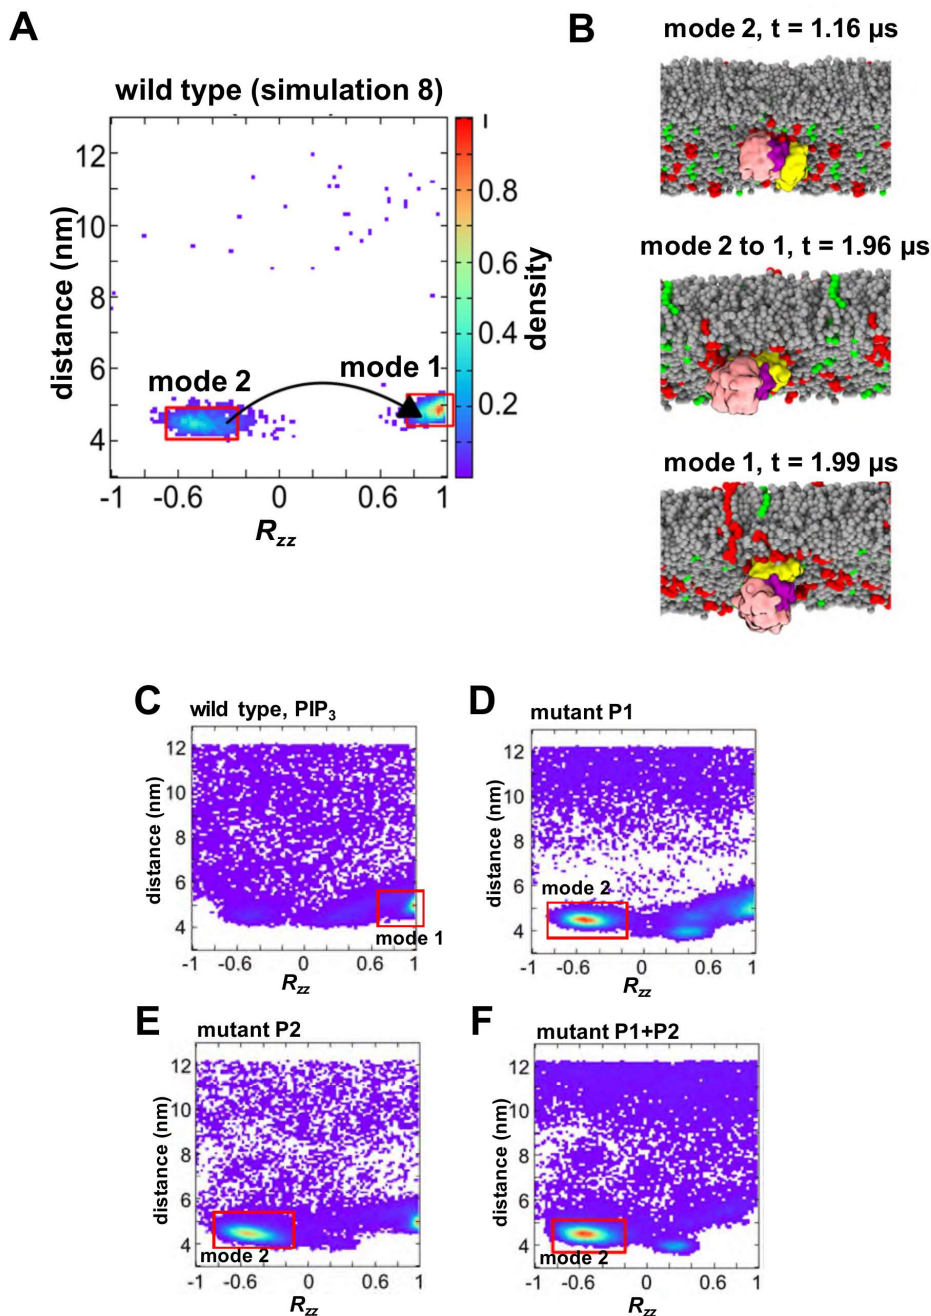 A
wild type (simulation 8)
distance (nm)
12
10
8
6
4
-1 -0.6 0 0.6 1
Rzz
mode 2
mode 1
1
0.8
0.6
0.4
0.2
density
B
mode 2, t = 1.16 µs
mode 2 to 1, t = 1.96 µs
mode 1, t = 1.99 µs
C
wild type, PIP3
distance (nm)
12
10
8
6
4
mode 1
-1 -0.6 0 0.6 1
Rzz
D
mutant P1
distance (nm)
12
10
8
6
4
mode 2
-1 -0.6 0 0.6 1
Rzz
E
mutant P2
distance (nm)
12
10
8
6
4
mode 2
-1 -0.6 0 0.6 1
Rzz
F
mutant P1+P2
distance (nm)
12
10
8
6
4
mode 2
-1 -0.6 0 0.6 1
Rzz